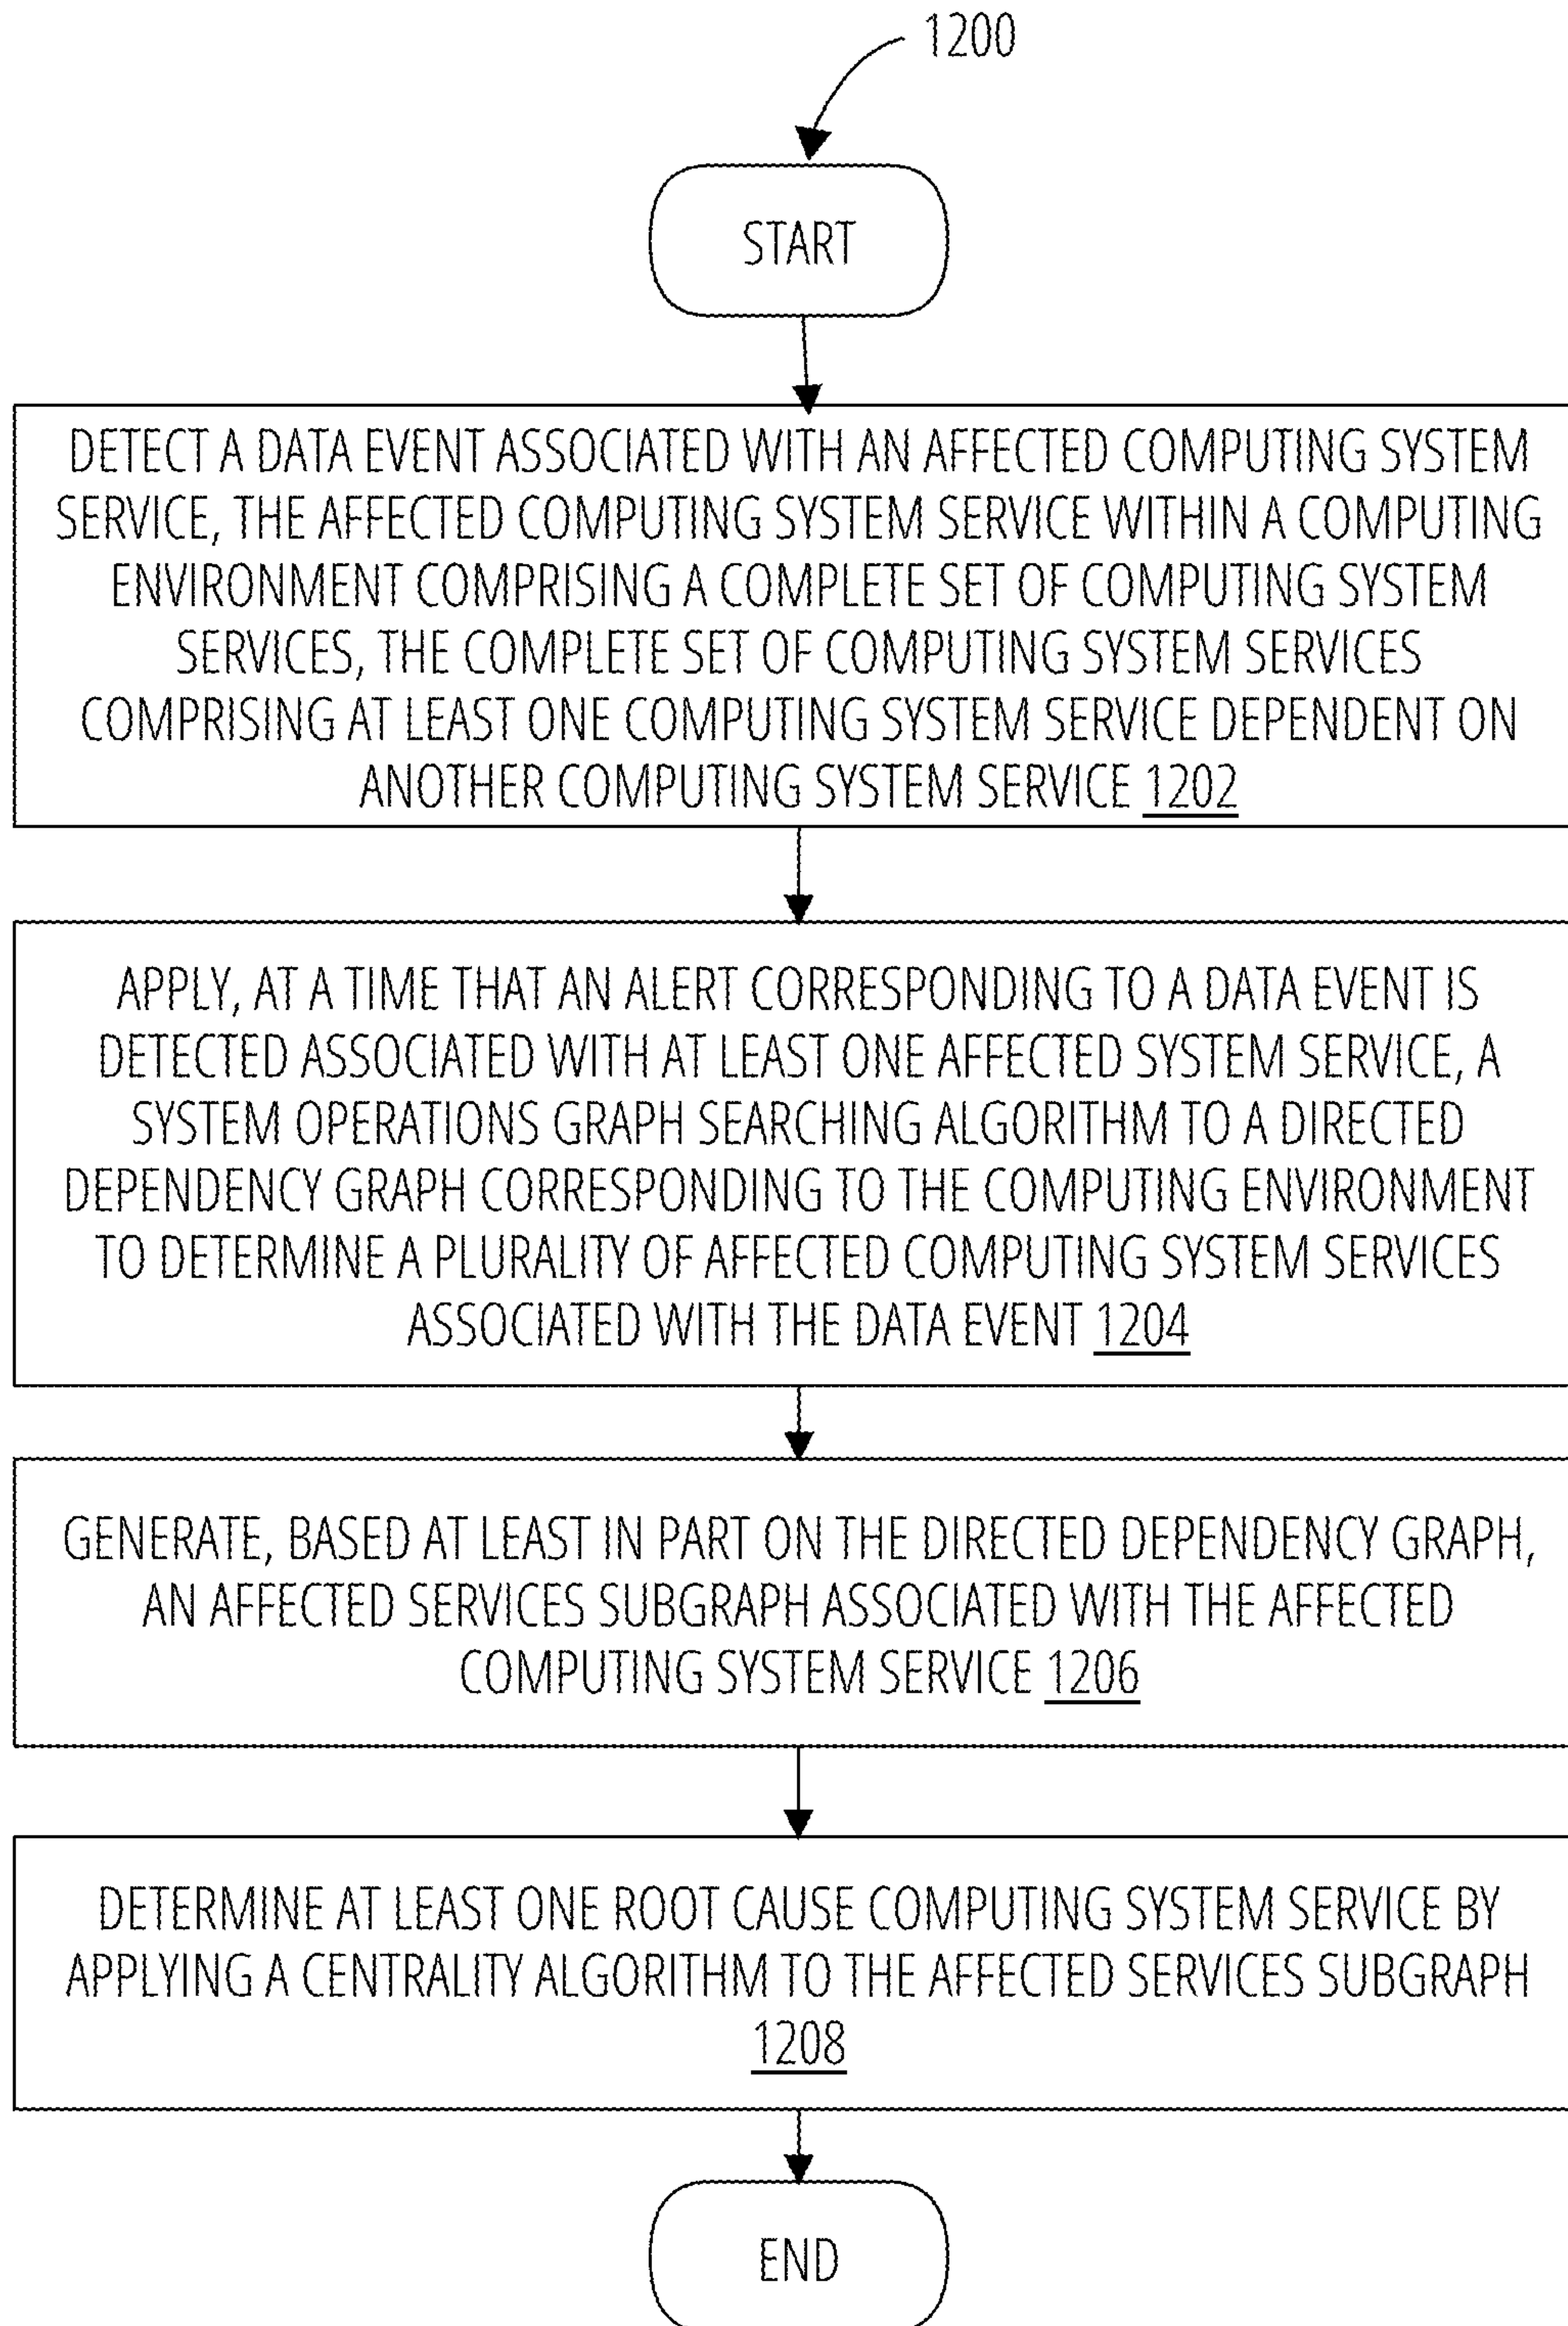 1200
START
DETECT A DATA EVENT ASSOCIATED WITH AN AFFECTED COMPUTING SYSTEM
SERVICE, THE AFFECTED COMPUTING SYSTEM SERVICE WITHIN A COMPUTING
ENVIRONMENT COMPRISING A COMPLETE SET OF COMPUTING SYSTEM
SERVICES, THE COMPLETE SET OF COMPUTING SYSTEM SERVICES
COMPRISING AT LEAST ONE COMPUTING SYSTEM SERVICE DEPENDENT ON
ANOTHER COMPUTING SYSTEM SERVICE 1202
APPLY, AT A TIME THAT AN ALERT CORRESPONDING TO A DATA EVENT IS
DETECTED ASSOCIATED WITH AT LEAST ONE AFFECTED SYSTEM SERVICE, A
SYSTEM OPERATIONS GRAPH SEARCHING ALGORITHM TO A DIRECTED
DEPENDENCY GRAPH CORRESPONDING TO THE COMPUTING ENVIRONMENT
TO DETERMINE A PLURALITY OF AFFECTED COMPUTING SYSTEM SERVICES
ASSOCIATED WITH THE DATA EVENT 1204
GENERATE, BASED AT LEAST IN PART ON THE DIRECTED DEPENDENCY GRAPH,
AN AFFECTED SERVICES SUBGRAPH ASSOCIATED WITH THE AFFECTED
COMPUTING SYSTEM SERVICE 1206
DETERMINE AT LEAST ONE ROOT CAUSE COMPUTING SYSTEM SERVICE BY
APPLYING A CENTRALITY ALGORITHM TO THE AFFECTED SERVICES SUBGRAPH
1208
END